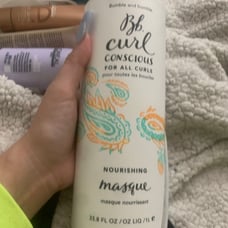 Bumble and bumble
Bb.
curl
CONSCIOUS
FOR ALL CURLS
pour toutes les boucles
NOURISHING
masque
masque nourrissant
33.8 FL OZ/OZ LIQ/1L e